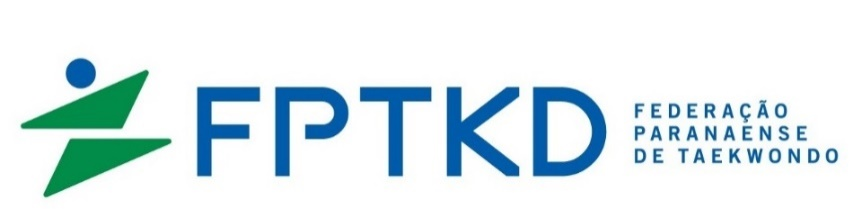 FPTKD
FEDERAÇÃO
PARANAENSE
DE TAEKWONDO